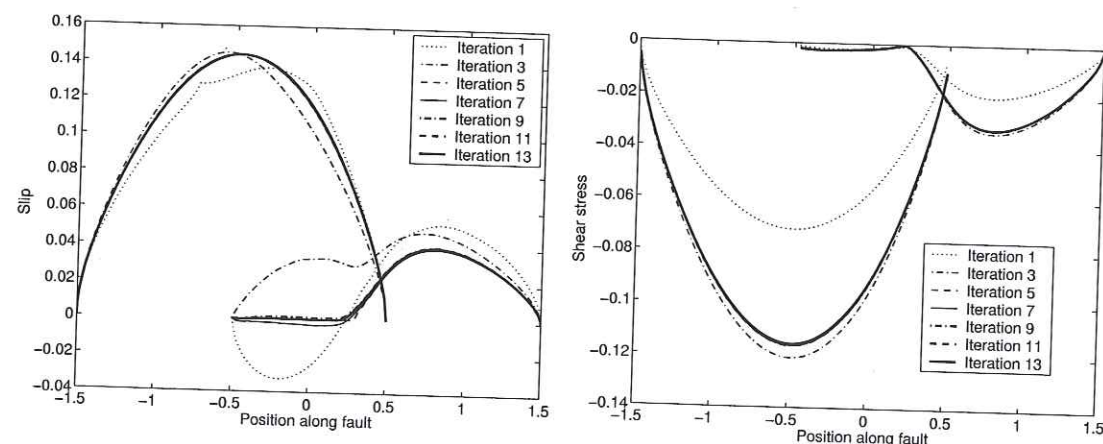 0.16
0.14
0.12
0.1
0.08
0.06
0.04
0.02
0
−0.02
−0.04
Slip
−1.5
−1
−0.5
0
0.5
1
1.5
Position along fault
Iteration 1
Iteration 3
Iteration 5
Iteration 7
Iteration 9
Iteration 11
Iteration 13
0
−0.02
−0.04
−0.06
−0.08
−0.1
−0.12
−0.14
Shear stress
−1.5
−1
−0.5
0
0.5
1
1.5
Position along fault
Iteration 1
Iteration 3
Iteration 5
Iteration 7
Iteration 9
Iteration 11
Iteration 13